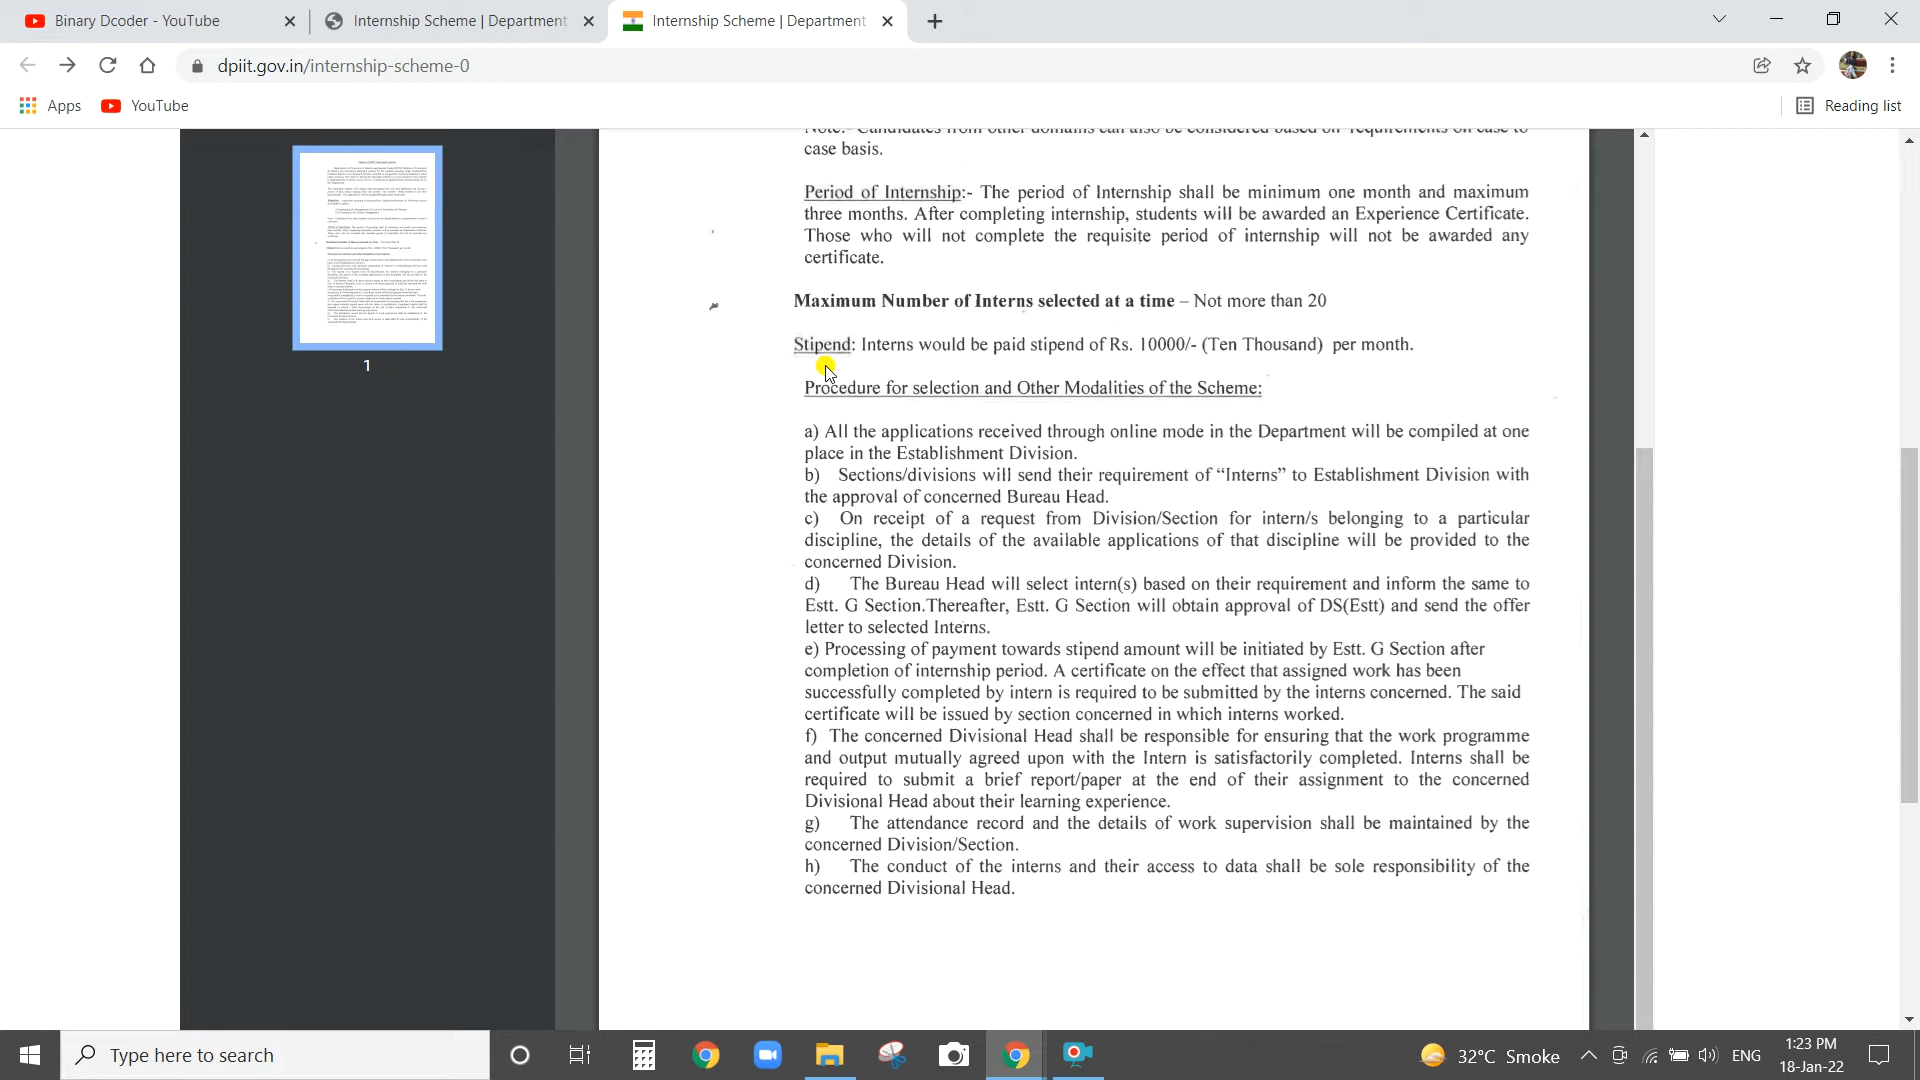 Binary Dcoder - YouTube
Internship Scheme | Department
Internship Scheme | Department
dpiit.gov.in/internship-scheme-0
Apps
YouTube
Reading list
1
Note:- Candidates from other domains can also be considered based on requirements on case to
case basis.
Period of Internship:- The period of Internship shall be minimum one month and maximum
three months. After completing internship, students will be awarded an Experience Certificate.
Those who will not complete the requisite period of internship will not be awarded any
certificate.
Maximum Number of Interns selected at a time – Not more than 20
Stipend: Interns would be paid stipend of Rs. 10000/- (Ten Thousand) per month.
Procedure for selection and Other Modalities of the Scheme:
a) All the applications received through online mode in the Department will be compiled at one
place in the Establishment Division.
b) Sections/divisions will send their requirement of “Interns” to Establishment Division with
the approval of concerned Bureau Head.
c) On receipt of a request from Division/Section for intern/s belonging to a particular
discipline, the details of the available applications of that discipline will be provided to the
concerned Division.
d) The Bureau Head will select intern(s) based on their requirement and inform the same to
Estt. G Section.Thereafter, Estt. G Section will obtain approval of DS(Estt) and send the offer
letter to selected Interns.
e) Processing of payment towards stipend amount will be initiated by Estt. G Section after
completion of internship period. A certificate on the effect that assigned work has been
successfully completed by intern is required to be submitted by the interns concerned. The said
certificate will be issued by section concerned in which interns worked.
f) The concerned Divisional Head shall be responsible for ensuring that the work programme
and output mutually agreed upon with the Intern is satisfactorily completed. Interns shall be
required to submit a brief report/paper at the end of their assignment to the concerned
Divisional Head about their learning experience.
g) The attendance record and the details of work supervision shall be maintained by the
concerned Division/Section.
h) The conduct of the interns and their access to data shall be sole responsibility of the
concerned Divisional Head.
Type here to search
32°C Smoke
ENG
1:23 PM
18-Jan-22